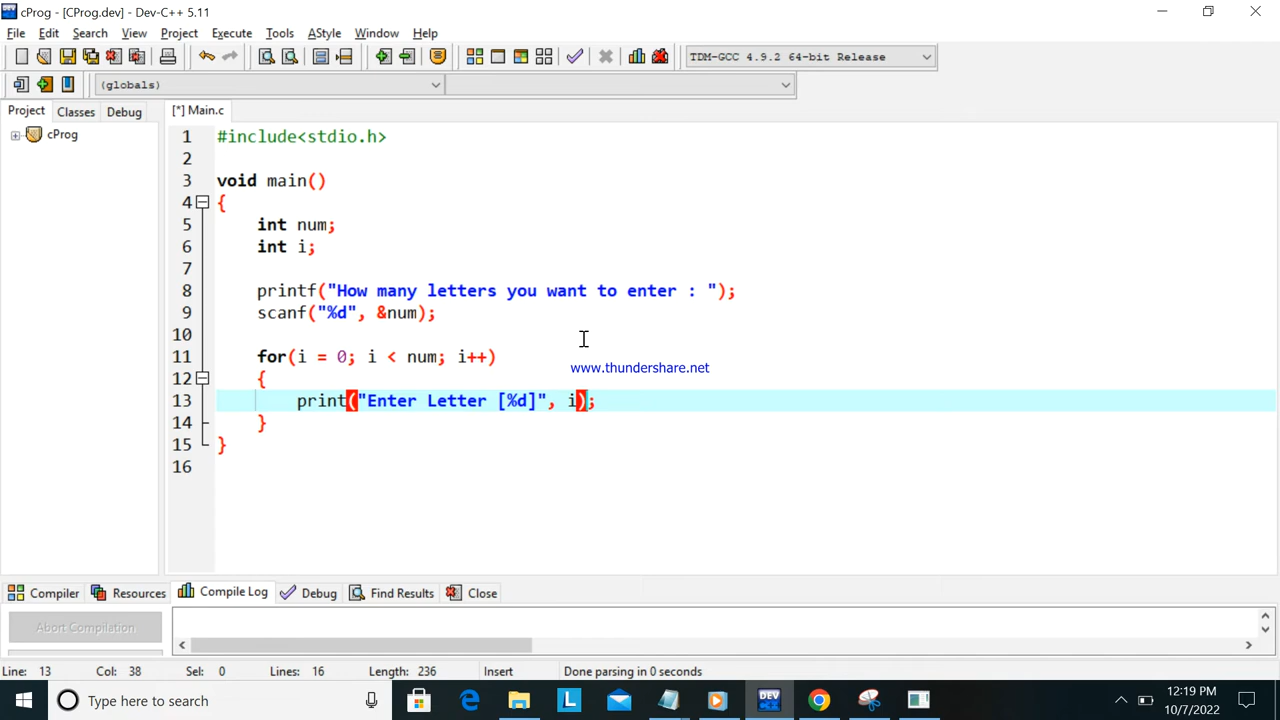 cProg - [CProg.dev] - Dev-C++ 5.11
File Edit Search View Project Execute Tools AStyle Window Help
TDM-GCC 4.9.2 64-bit Release
(globals)
Project Classes Debug [*] Main.c
cProg
1 #include<stdio.h>
2
3 void main()
4 {
5 int num;
6 int i;
7
8 printf("How many letters you want to enter : ");
9 scanf("%d", &num);
10
11 for(i = 0; i < num; i++)
www.thundershare.net
12 {
13 print("Enter Letter [%d]", i);
14 }
15 }
16
Compiler Resources Compile Log Debug Find Results Close
Abort Compilation
Line: 13 Col: 38 Sel: 0 Lines: 16 Length: 236 Insert Done parsing in 0 seconds
Type here to search
L
DEV
12:19 PM
10/7/2022